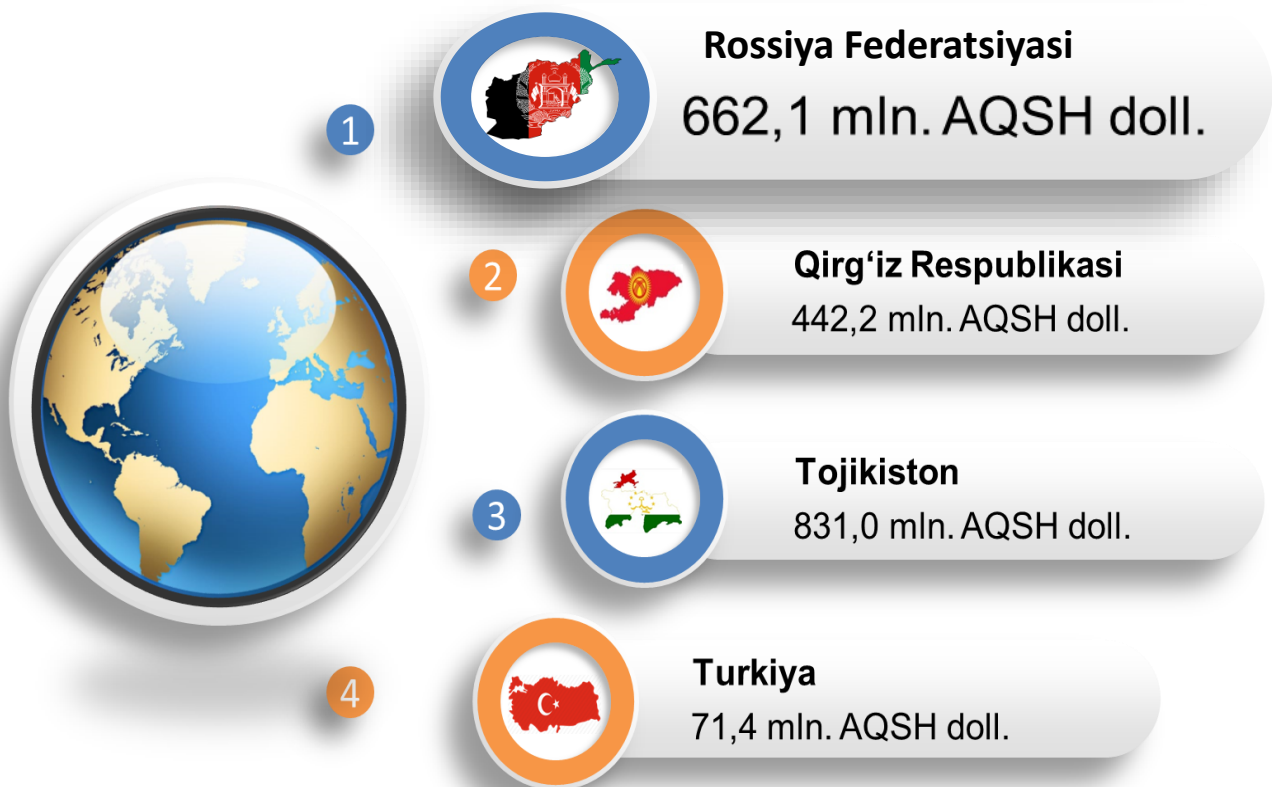 1
Rossiya Federatsiyasi
662,1 mln. AQSH doll.
2
Qirg‘iz Respublikasi
442,2 mln. AQSH doll.
3
Tojikiston
831,0 mln. AQSH doll.
4
Turkiya
71,4 mln. AQSH doll.